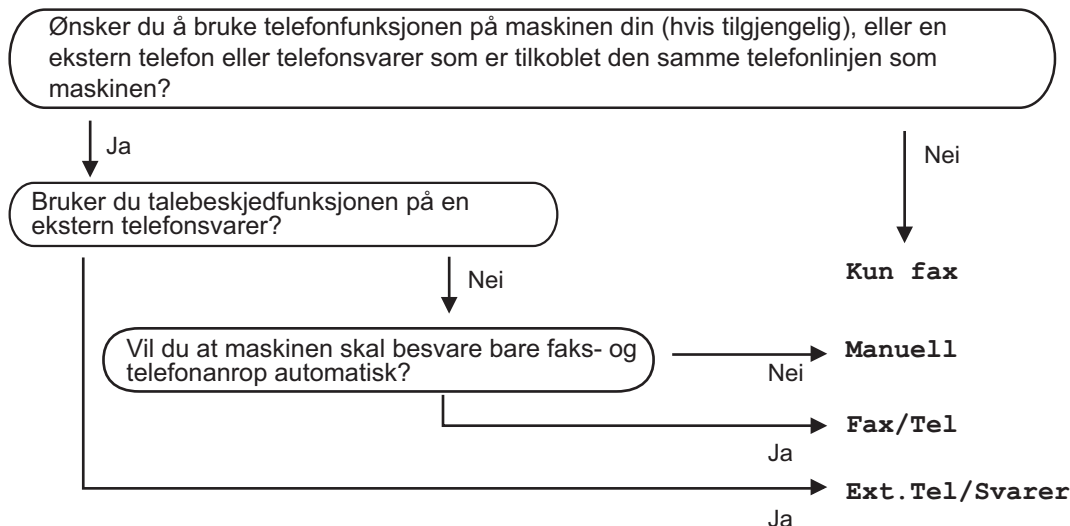 Ønsker du å bruke telefonfunksjonen på maskinen din (hvis tilgjengelig), eller en
ekstern telefon eller telefonsvarer som er tilkoblet den samme telefonlinjen som
maskinen?
Ja
Nei
Bruker du talebeskjedfunksjonen på en
ekstern telefonsvarer?
Nei
Kun fax
Vil du at maskinen skal besvare bare faks- og
telefonanrop automatisk?
Nei
Manuell
Ja
Fax/Tel
Ja
Ext.Tel/Svarer